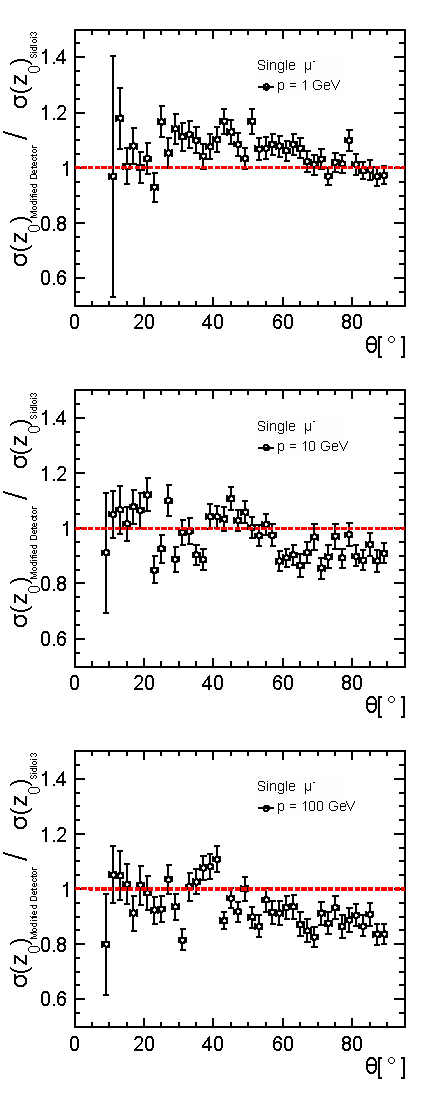 σ(z0)Modified Detector / σ(z0)Sidloi3
1.4
1.2
1
0.8
0.6
Single μ-
p = 1 GeV
0 20 40 60 80
θ[°]
σ(z0)Modified Detector / σ(z0)Sidloi3
1.4
1.2
1
0.8
0.6
Single μ-
p = 10 GeV
0 20 40 60 80
θ[°]
σ(z0)Modified Detector / σ(z0)Sidloi3
1.4
1.2
1
0.8
0.6
Single μ-
p = 100 GeV
0 20 40 60 80
θ[°]